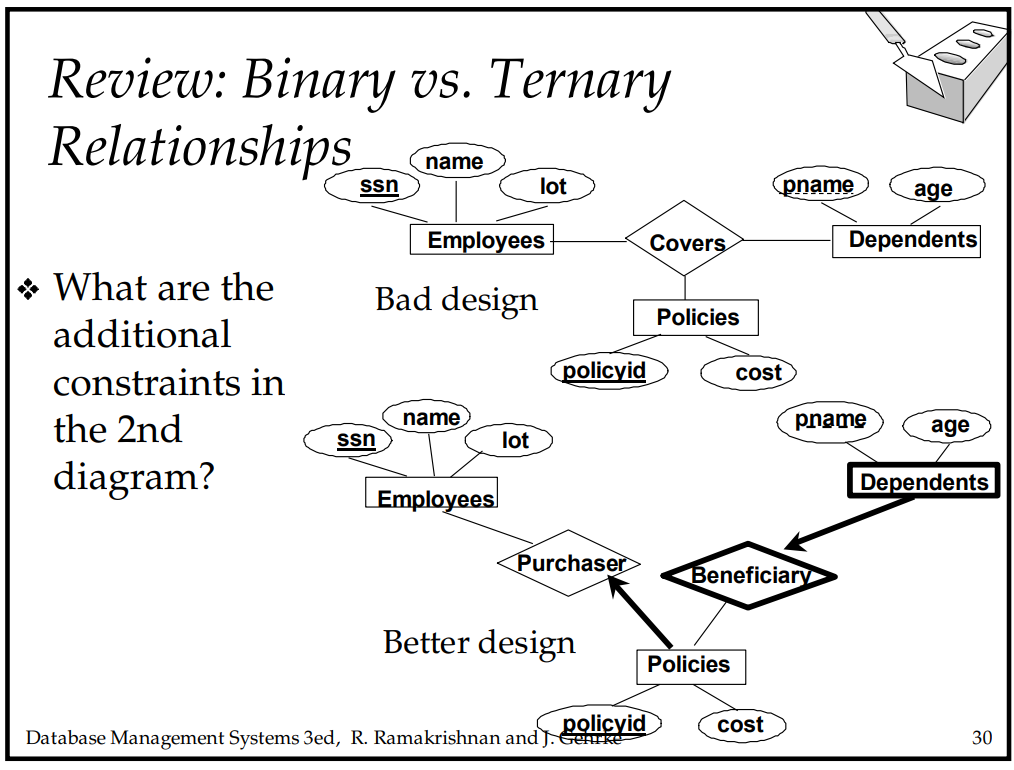 Review: Binary vs. Ternary
Relationships
❖ What are the
additional
constraints in
the 2nd
diagram?
name
ssn
lot
Employees
Covers
pname
age
Dependents
Bad design
Policies
policyid
cost
name
ssn
lot
Employees
pname
age
Dependents
Purchaser
Beneficiary
Better design
Policies
policyid
cost
Database Management Systems 3ed, R. Ramakrishnan and J. Gehrke
30